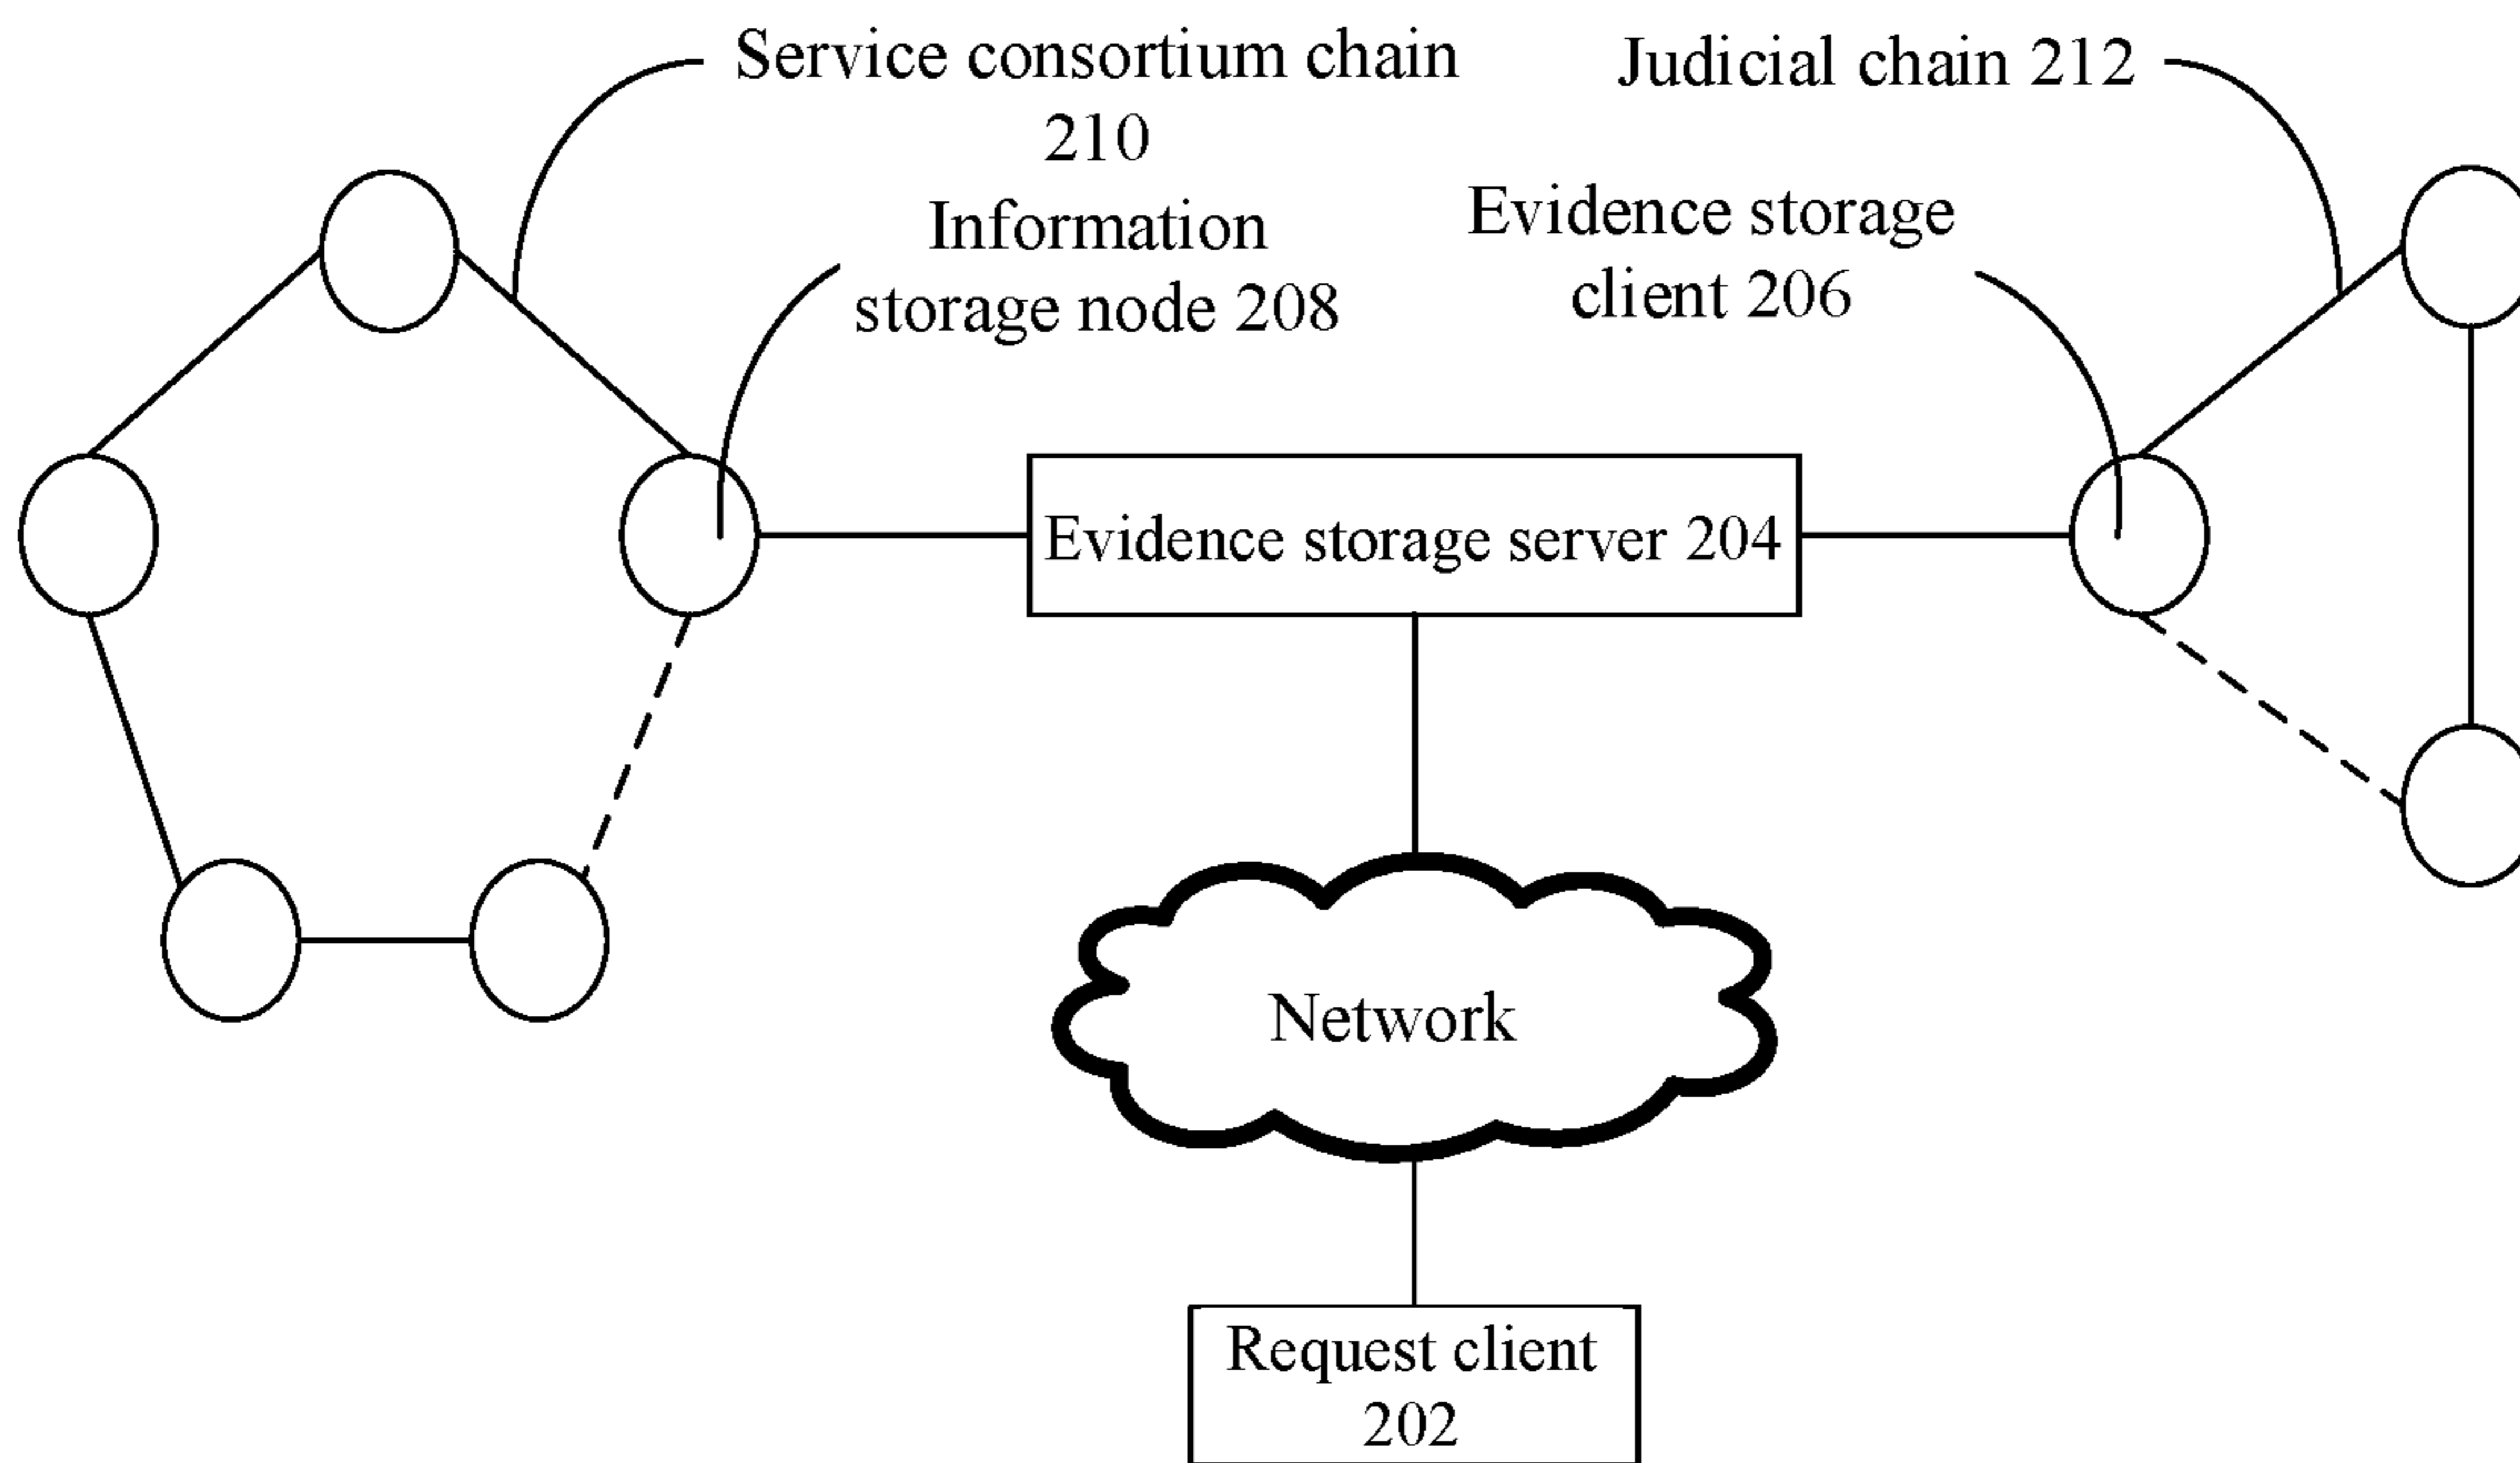 Service consortium chain
210
Information
storage node 208
Judicial chain 212
Evidence storage
client 206
Evidence storage server 204
Network
Request client
202